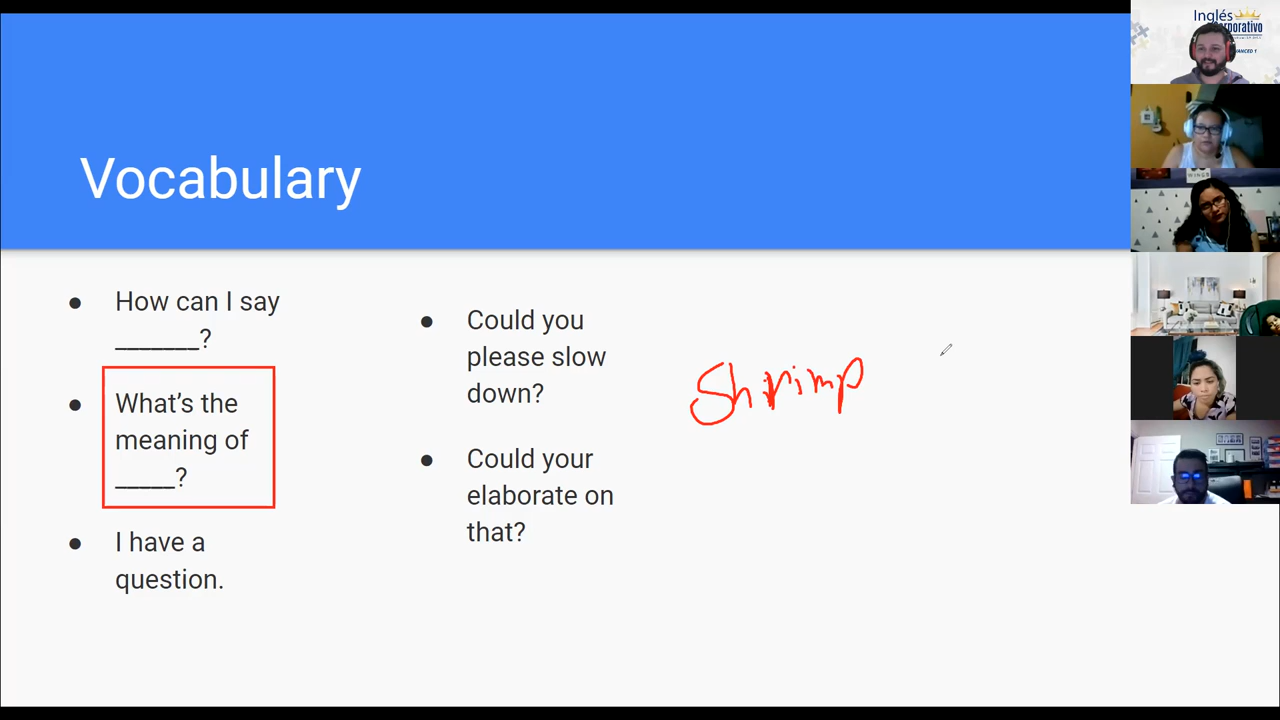 Vocabulary
How can I say
_______?
What's the
meaning of
_____?
I have a
question.
Could you
please slow
down?
Could your
elaborate on
that?
Shrimp
Inglés
WINGS